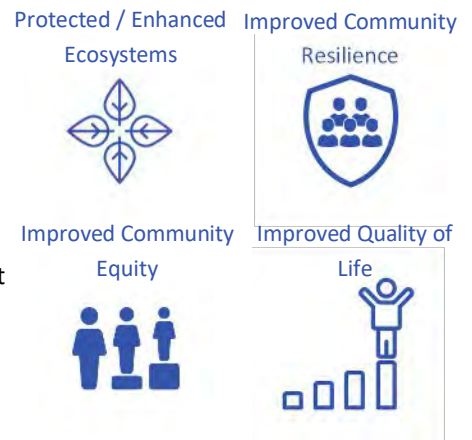 Protected / Enhanced
Ecosystems
Improved Community
Resilience
Improved Community
Equity
Improved Quality of
Life
t